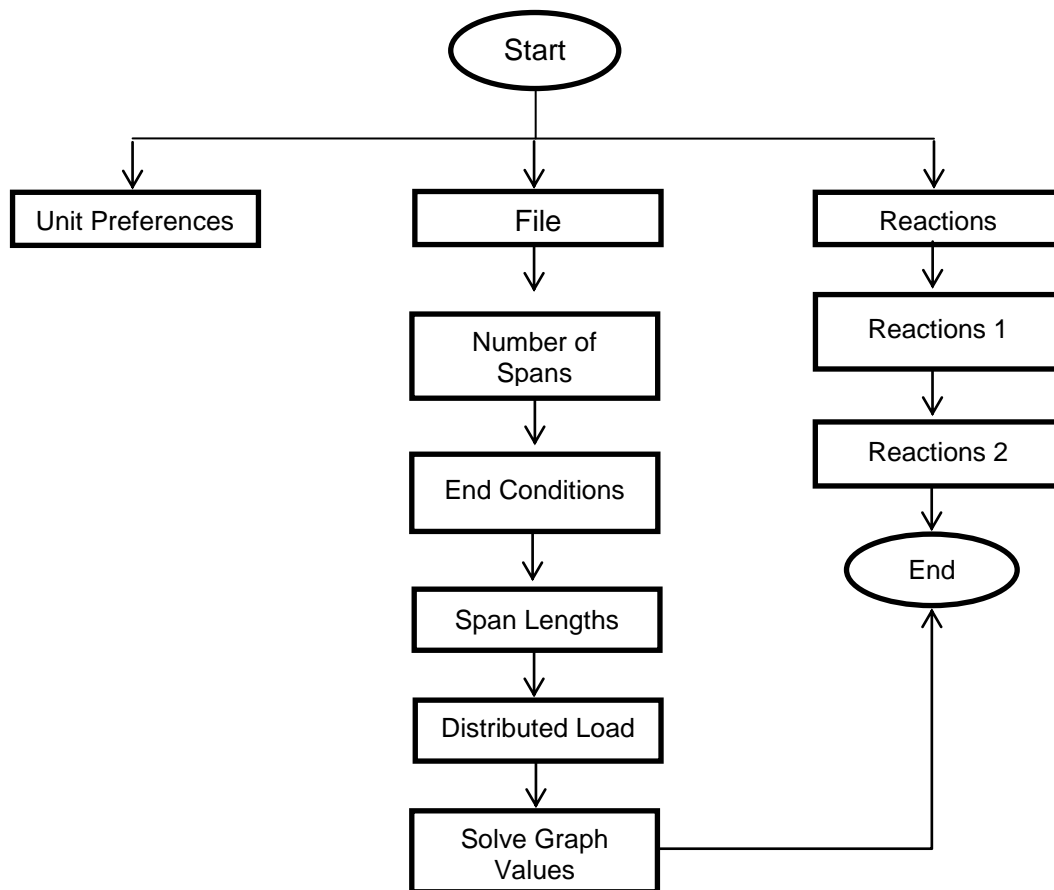 Start
Unit Preferences
File
Reactions
Number of
Spans
Reactions 1
End Conditions
Reactions 2
End
Span Lengths
Distributed Load
Solve Graph
Values